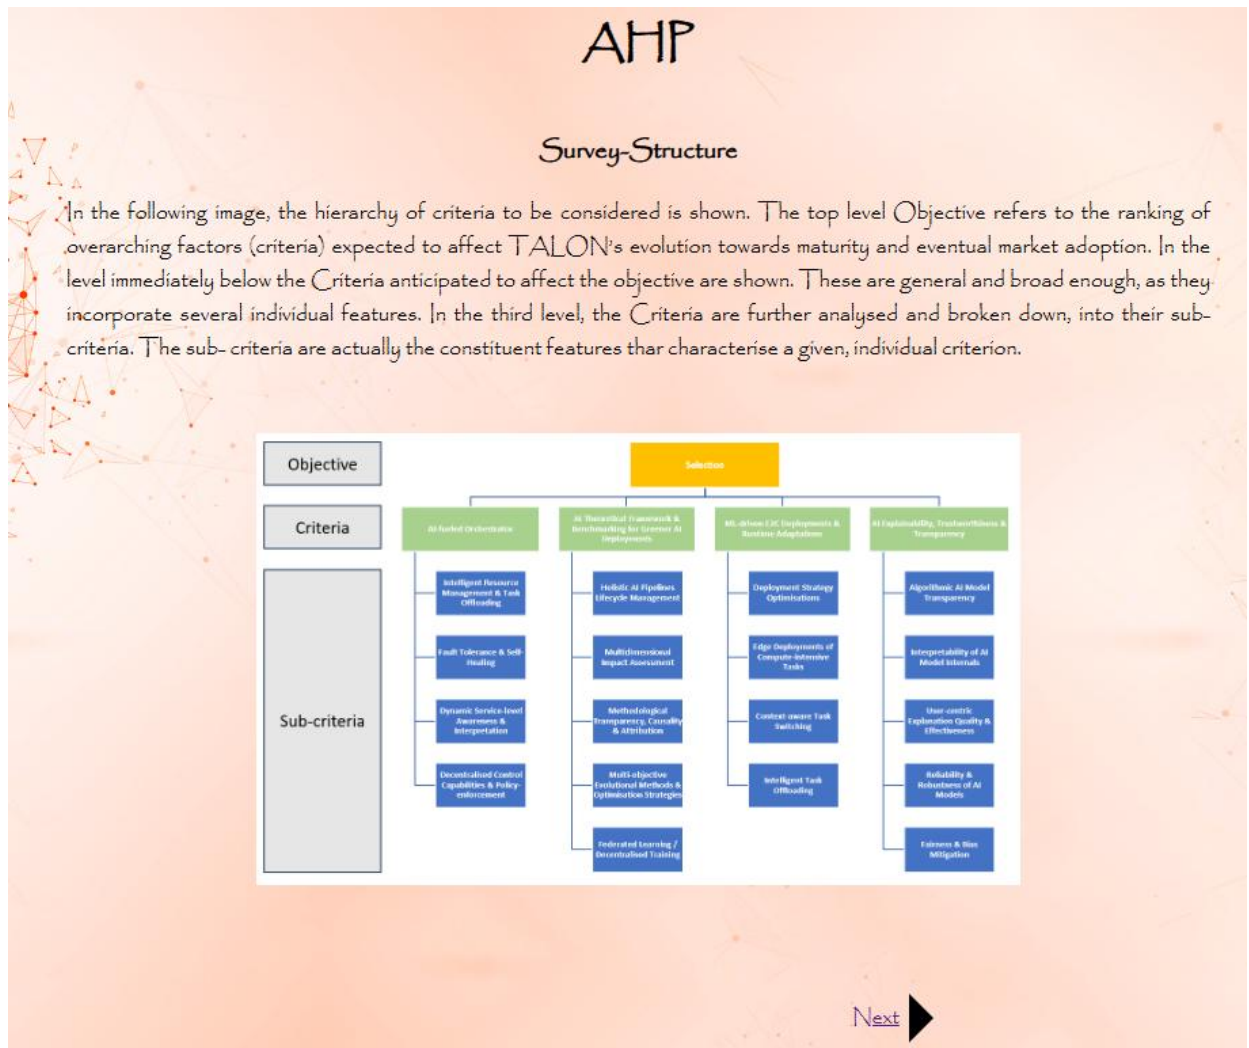 AHP
Survey-Structure
In the following image, the hierarchy of criteria to be considered is shown. The top level Objective refers to the ranking of
overarching factors (criteria) expected to affect TALON's evolution towards maturity and eventual market adoption. In the
level immediately below the Criteria anticipated to affect the objective are shown. These are general and broad enough, as they
incorporate several individual features. In the third level, the Criteria are further analysed and broken down, into their sub-
criteria. The sub- criteria are actually the constituent features thar characterise a given, individual criterion.
Objective
Selection
Criteria
AI-fueled Orchestrator
AI Theoretical Framework &
Benchmarking for Greener AI
Deployments
ML-driven E2C Deployments &
Runtime Adaptations
AI Explainability, Trustworthiness &
Transparency
Sub-criteria
Intelligent Resource
Management & Task
Offloading
Fault Tolerance & Self-
Healing
Dynamic Service-level
Awareness &
Interpretation
Decentralised Control
Capabilities & Policy-
enforcement
Holistic AI Pipelines
Lifecycle Management
Multidimensional
Impact Assessment
Methodological
Transparency, Causality
& Attribution
Multi-objective
Evolutional Methods &
Optimisation Strategies
Federated Learning /
Decentralised Training
Deployment Strategy
Optimisations
Edge Deployments of
Compute-intensive
Tasks
Context-aware Task
Switching
Intelligent Task
Offloading
Algorithmic AI Model
Transparency
Interpretability of AI
Model Internals
User-centric
Explanation Quality &
Effectiveness
Reliability &
Robustness of AI
Models
Fairness & Bias
Mitigation
Next